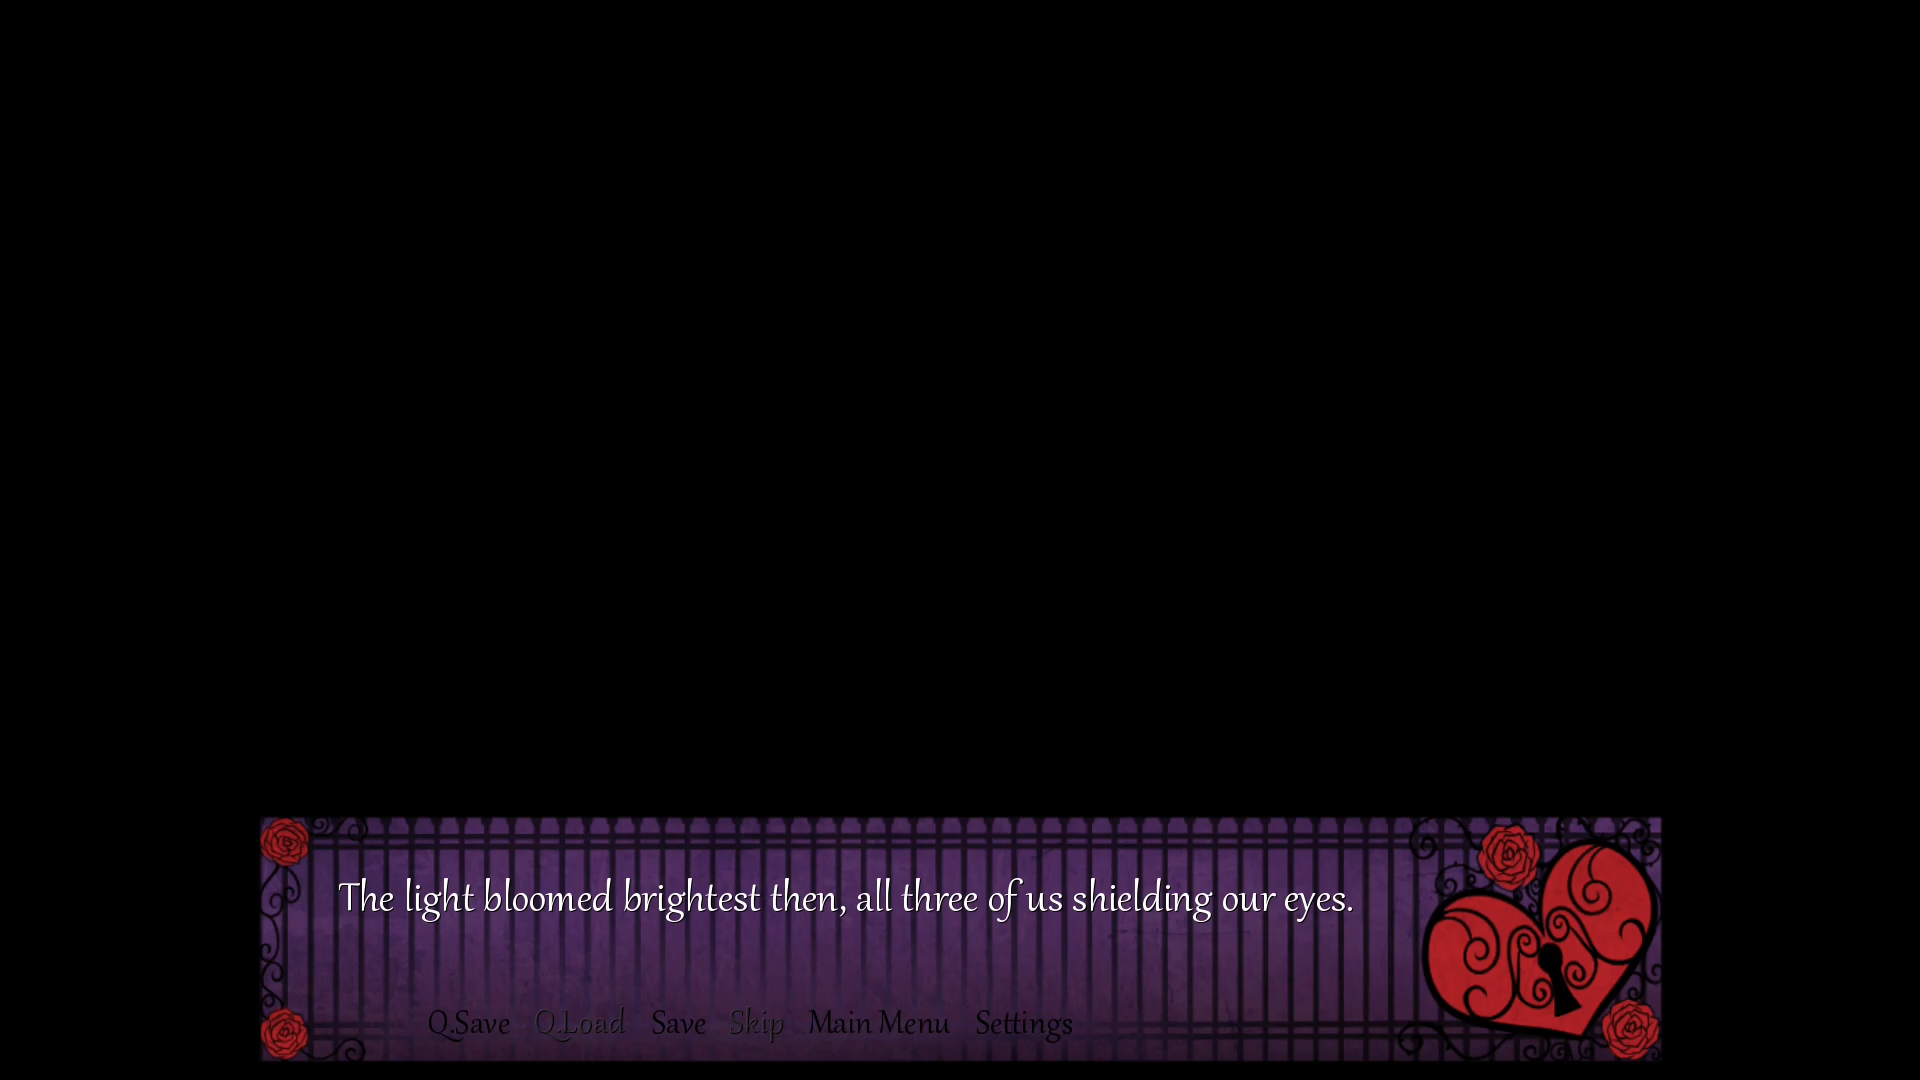 The light bloomed brightest then, all three of us shielding our eyes.
Q.Save Q.Load Save Skip Main Menu Settings